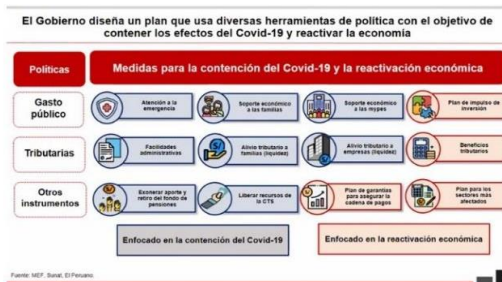 El Gobierno diseña un plan que usa diversas herramientas de política con el objetivo de
contener los efectos del Covid-19 y reactivar la economía
Políticas
Medidas para la contención del Covid-19 y la reactivación económica
Gasto
público
Atención a la
emergencia
Soporte económico
a las familias
Soporte económico
a las mypes
Plan de impulso de
inversión
Tributarias
Facilidades
administrativas
Alivio tributario a
familias (liquidez)
Alivio tributario a
empresas (liquidez)
Beneficios
tributarios
Otros
instrumentos
Exonerar aporte y
retiro del fondo de
pensiones
Liberar recursos de
la CTS
Plan de garantías
para asegurar la
cadena de pagos
Plan para los
sectores más
afectados
Enfocado en la contención del Covid-19
Enfocado en la reactivación económica
Fuente: MEF, Sunat, El Peruano.